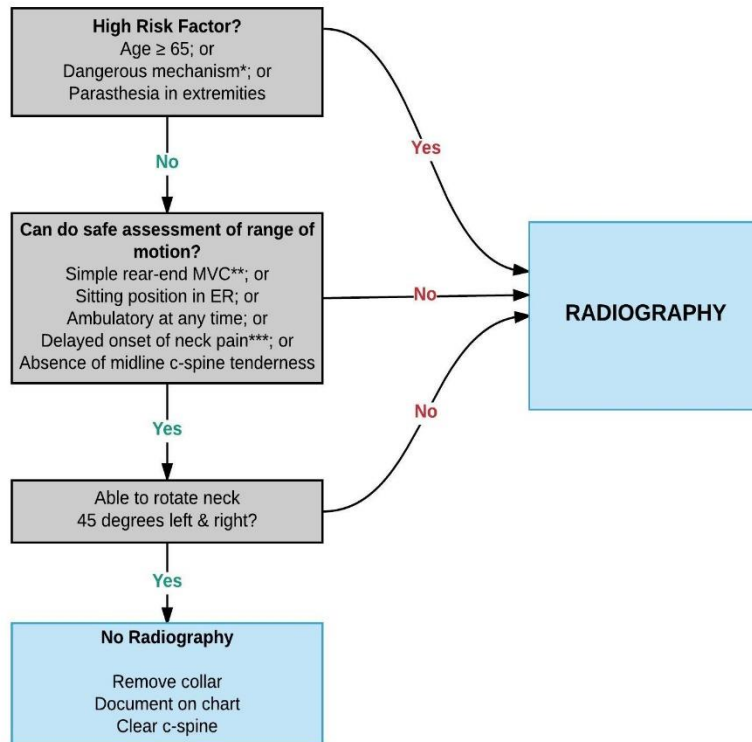 High Risk Factor?
Age ≥ 65; or
Dangerous mechanism*; or
Parasthesia in extremities
Yes
No
Can do safe assessment of range of
motion?
Simple rear-end MVC**; or
Sitting position in ER; or
Ambulatory at any time; or
Delayed onset of neck pain***; or
Absence of midline c-spine tenderness
No
RADIOGRAPHY
No
Yes
Able to rotate neck
45 degrees left & right?
Yes
No Radiography
Remove collar
Document on chart
Clear c-spine